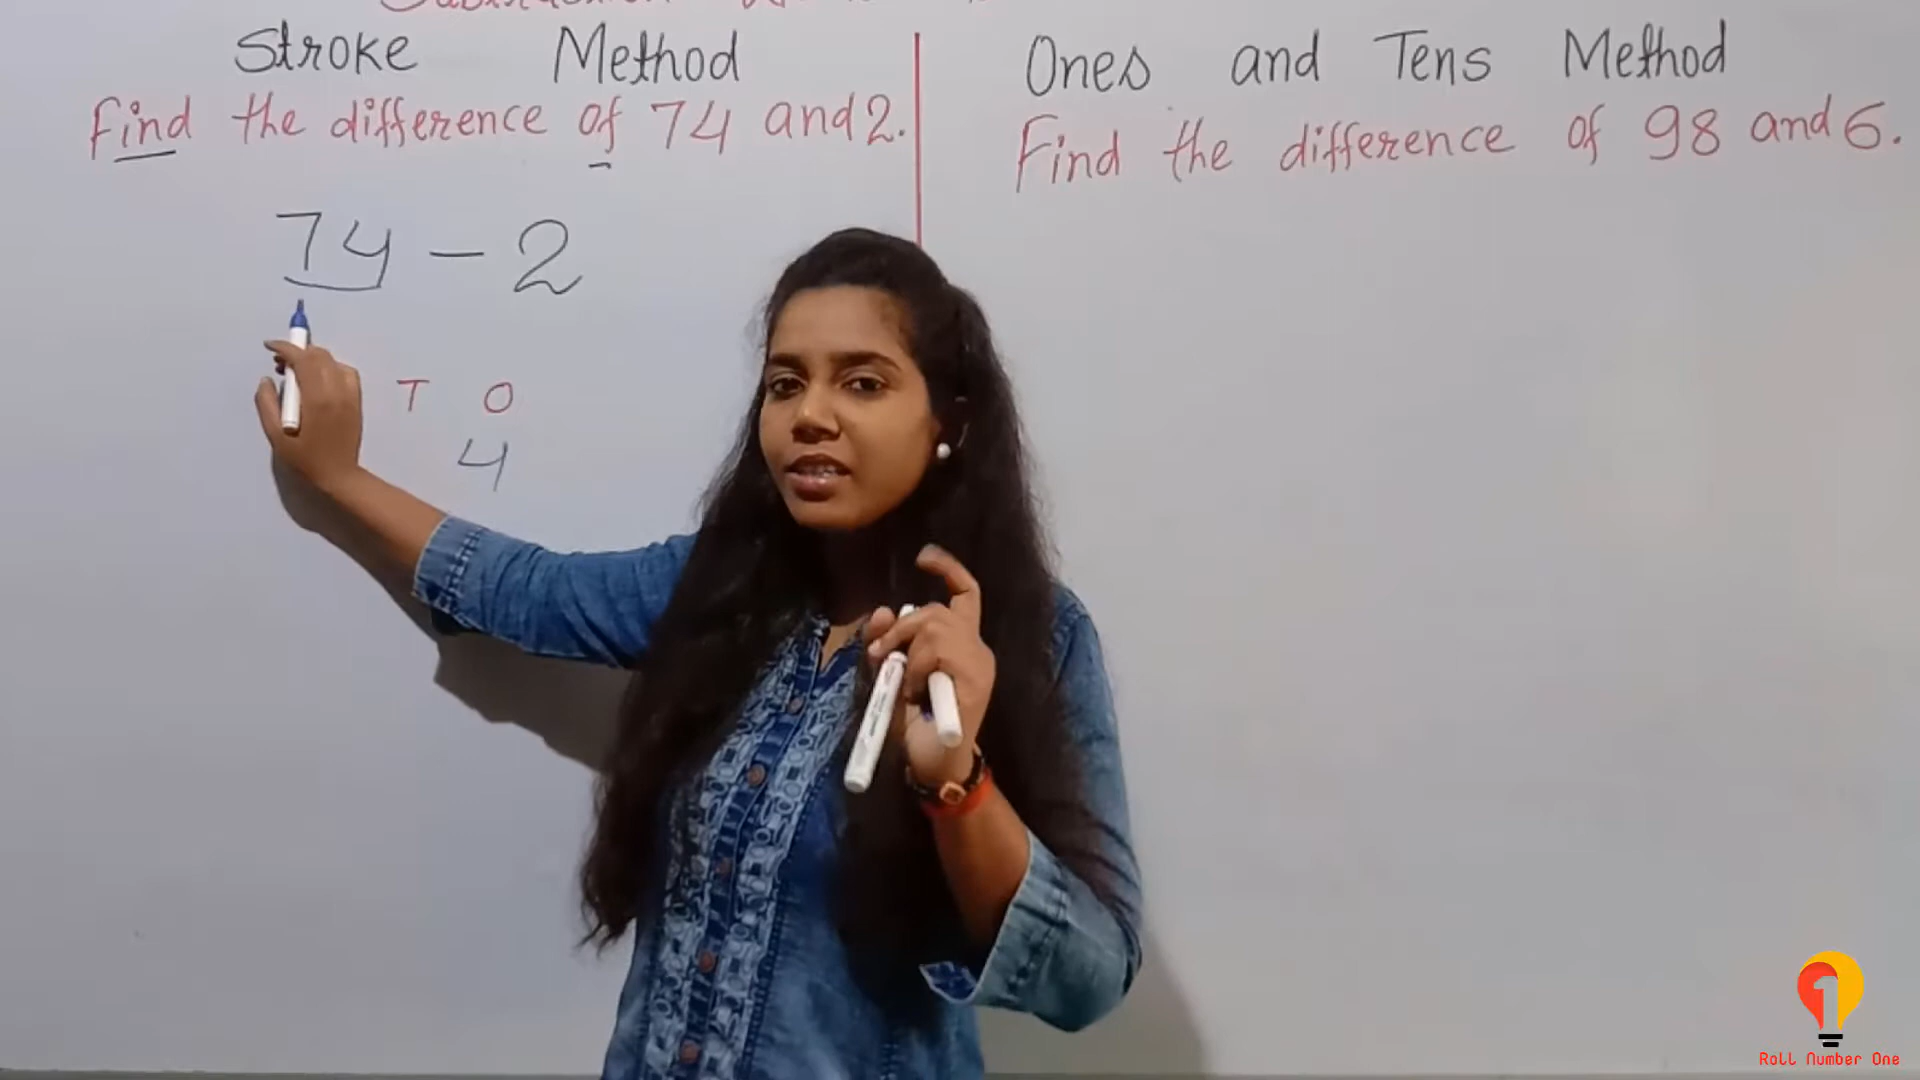 Stroke Method
Find the difference of 74 and 2.
74 - 2
T O
4
Ones and Tens Method
Find the difference of 98 and 6.
1
Roll Number One